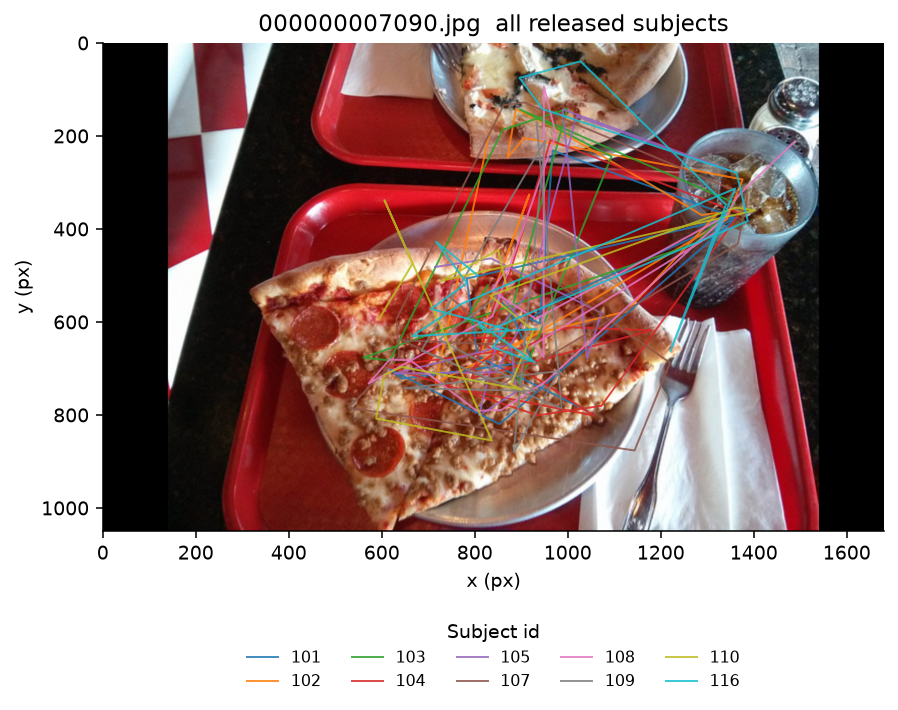 000000007090.jpg  all released subjects
0
200
400
600
800
1000
y (px)
0 200 400 600 800 1000 1200 1400 1600
x (px)
Subject id
101 103 105 108 110
102 104 107 109 116